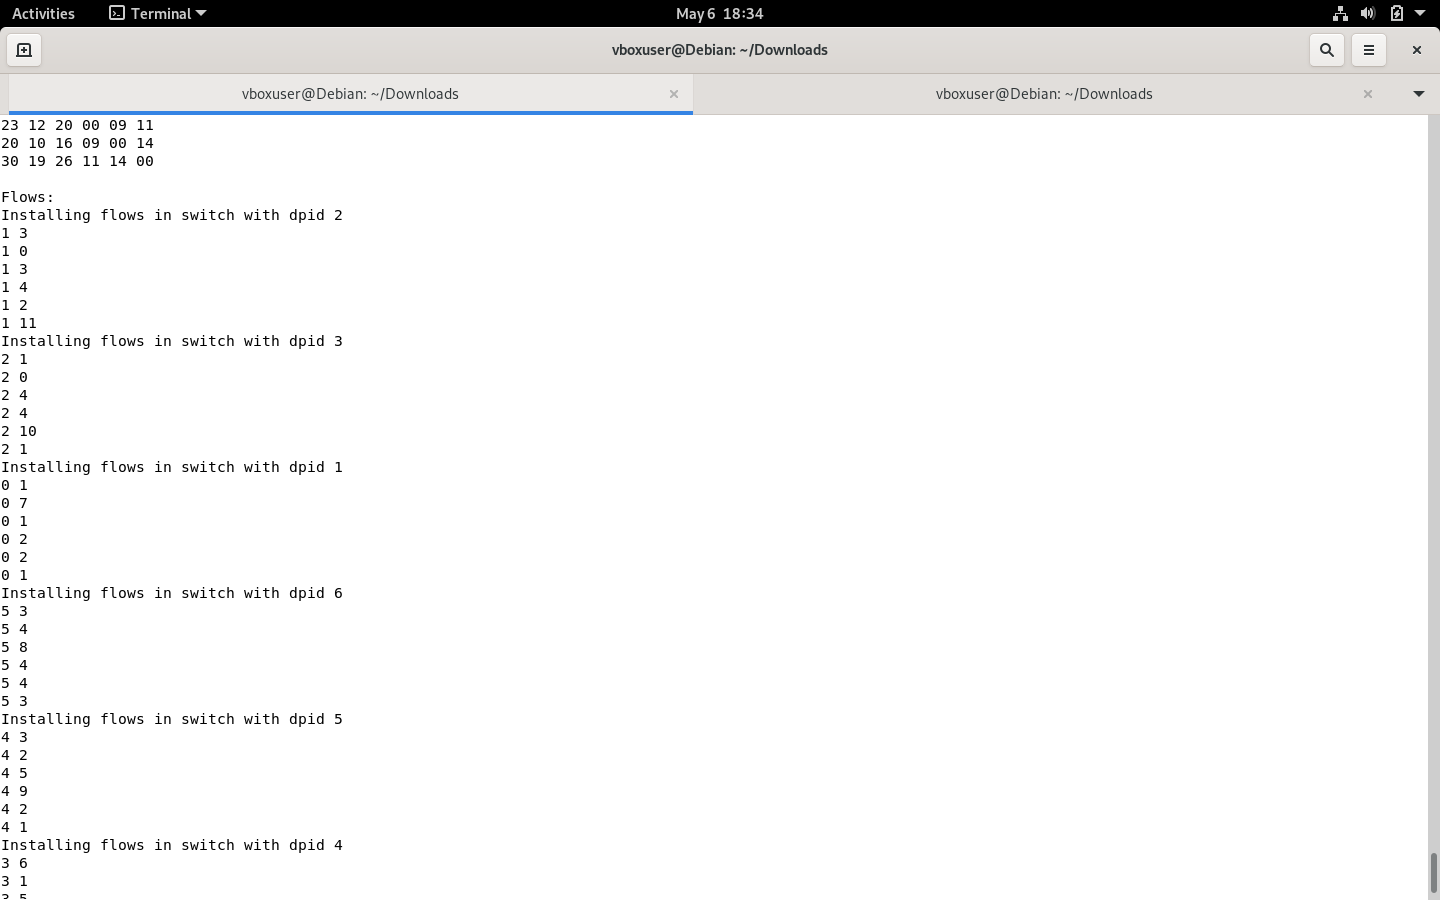 Activities
Terminal
May 6 18:34
vboxuser@Debian: ~/Downloads
vboxuser@Debian: ~/Downloads
vboxuser@Debian: ~/Downloads
23 12 20 00 09 11
20 10 16 09 00 14
30 19 26 11 14 00
Flows:
Installing flows in switch with dpid 2
1 3
1 0
1 3
1 4
1 2
1 11
Installing flows in switch with dpid 3
2 1
2 0
2 4
2 4
2 10
2 1
Installing flows in switch with dpid 1
0 1
0 7
0 1
0 2
0 2
0 1
Installing flows in switch with dpid 6
5 3
5 4
5 8
5 4
5 4
5 3
Installing flows in switch with dpid 5
4 3
4 2
4 5
4 9
4 2
4 1
Installing flows in switch with dpid 4
3 6
3 1
3 5